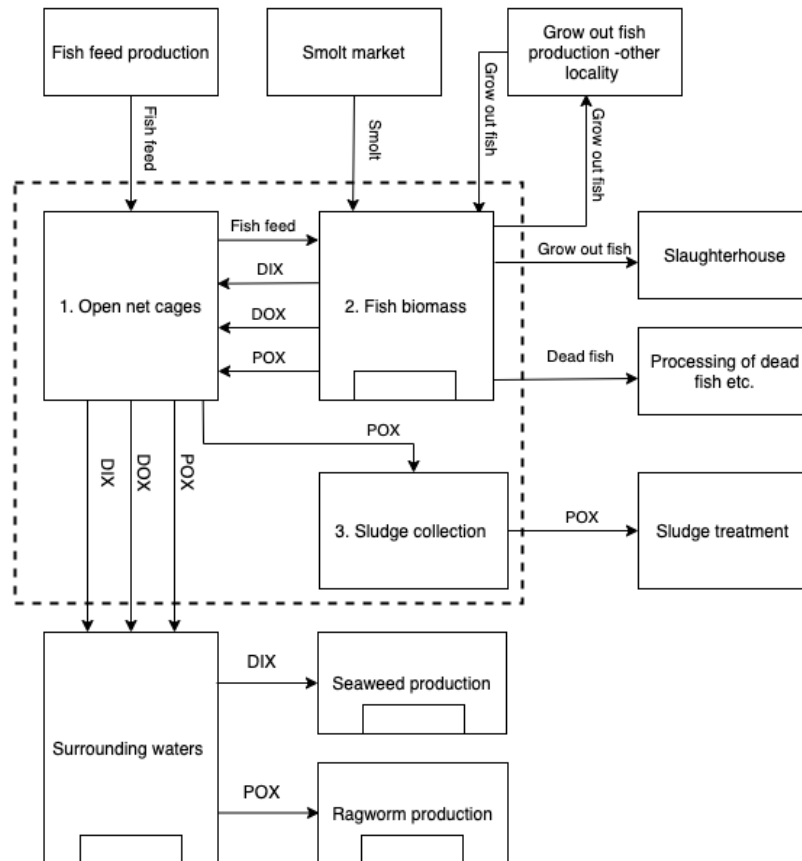 Fish feed production
Smolt market
Grow out fish
production -other
locality
Fish feed
Smolt
Grow out fish
Grow out fish
1. Open net cages
Fish feed
DIX
DOX
POX
2. Fish biomass
Grow out fish
Slaughterhouse
Dead fish
Processing of dead
fish etc.
DIX
DOX
POX
POX
3. Sludge collection
POX
Sludge treatment
Surrounding waters
DIX
Seaweed production
POX
Ragworm production